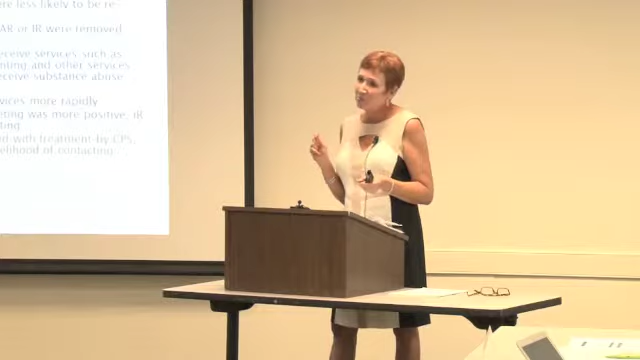 re less likely to be re-
AR or IR were removed
eceive services, such as
nting and other services
eceive substance abuse
vices more rapidly
eting was more positive, IR
ting
d with treatment by CPS,
elihood of conducting